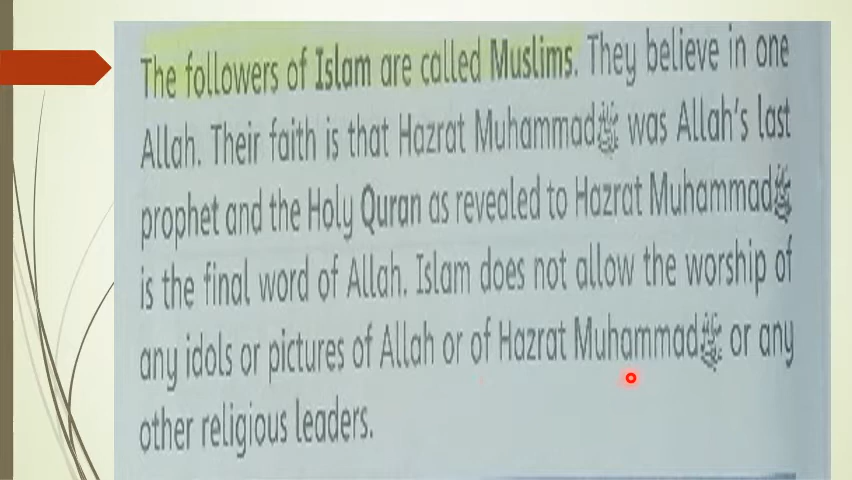 The followers of Islam are called Muslims. They believe in one
Allah. Their faith is that Hazrat Muhammadﷺ was Allah's last
prophet and the Holy Quran as revealed to Hazrat Muhammadﷺ
is the final word of Allah. Islam does not allow the worship of
any idols or pictures of Allah or of Hazrat Muhammadﷺ or any
other religious leaders.